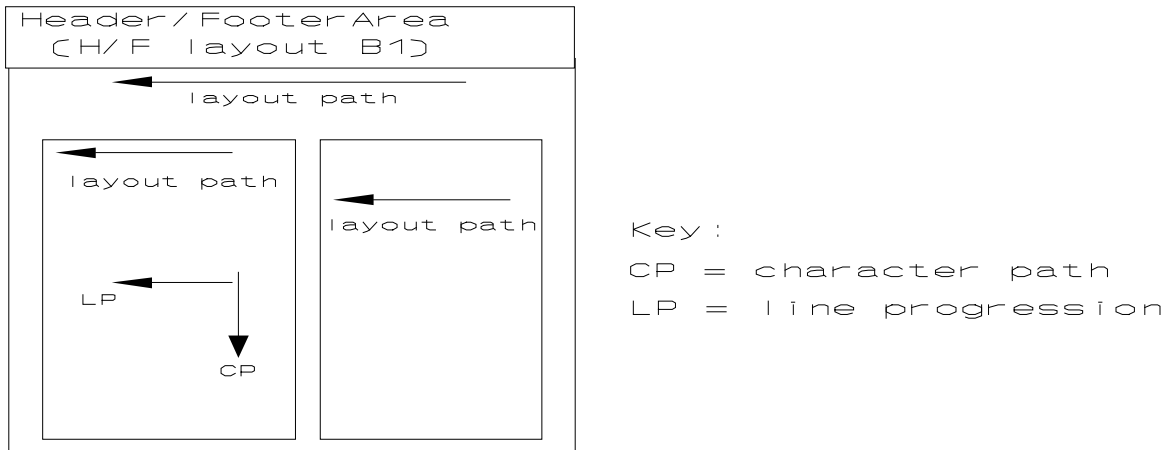 Header/FooterArea
(H/F layout B1)
layout path
layout path
layout path
LP
CP
Key:
CP = character path
LP = line progression